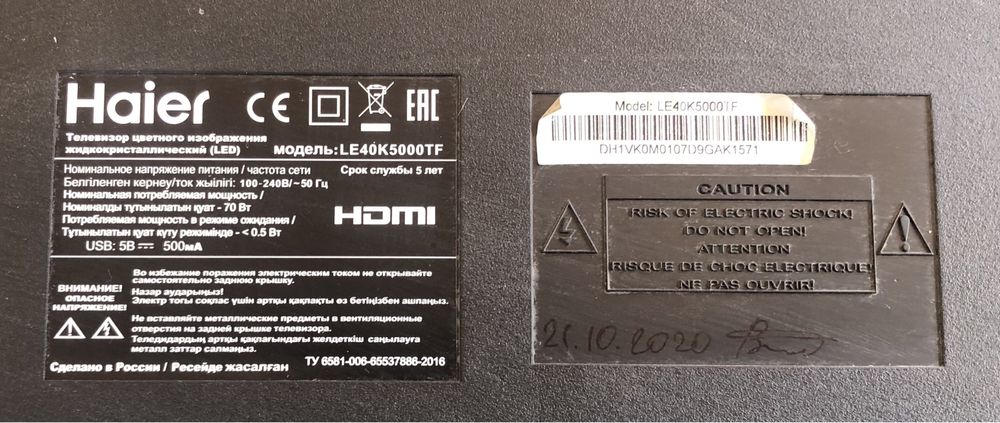 Haier CE EAC
Телевизор цветного изображения
жидкокристаллический (LED) модель:LE40K5000TF
Номинальное напряжение питания / частота сети Срок службы 5 лет
Белгіленген кернеу/ток жыілігі: 100-240В/~50 Гц
Номинальная потребляемая мощность /
Номиналды тұтынылатын қуат - 70 Вт
HDMI
Потребляемая мощность в режиме ожидания /
Тұтынылатын қуат күту режимінде - < 0.5 Вт
USB: 5В 500мА
ВНИМАНИЕ!
ОПАСНОЕ
НАПРЯЖЕНИЕ!
Во избежание поражения электрическим током не открывайте
самостоятельно заднюю крышку.
Назар аударыңыз!
Электр тогы соқпас үшін артқы қақпақты өз бетіңізбен ашпаңыз.
Не вставляйте металлические предметы в вентиляционные
отверстия на задней крышке телевизора.
Теледидардың артқы қақпағындағы желдеткіш саңылауға
металл заттар салмаңыз.
ТУ 6581-006-65537886-2016
Сделано в России / Ресейде жасалған
Model: LE40K5000TF
DH1VK0M0107D9GAK1571
CAUTION
RISK OF ELECTRIC SHOCK!
DO NOT OPEN!
ATTENTION
RISQUE DE CHOC ELECTRIQUE!
NE PAS OUVRIR!
21.10.2020